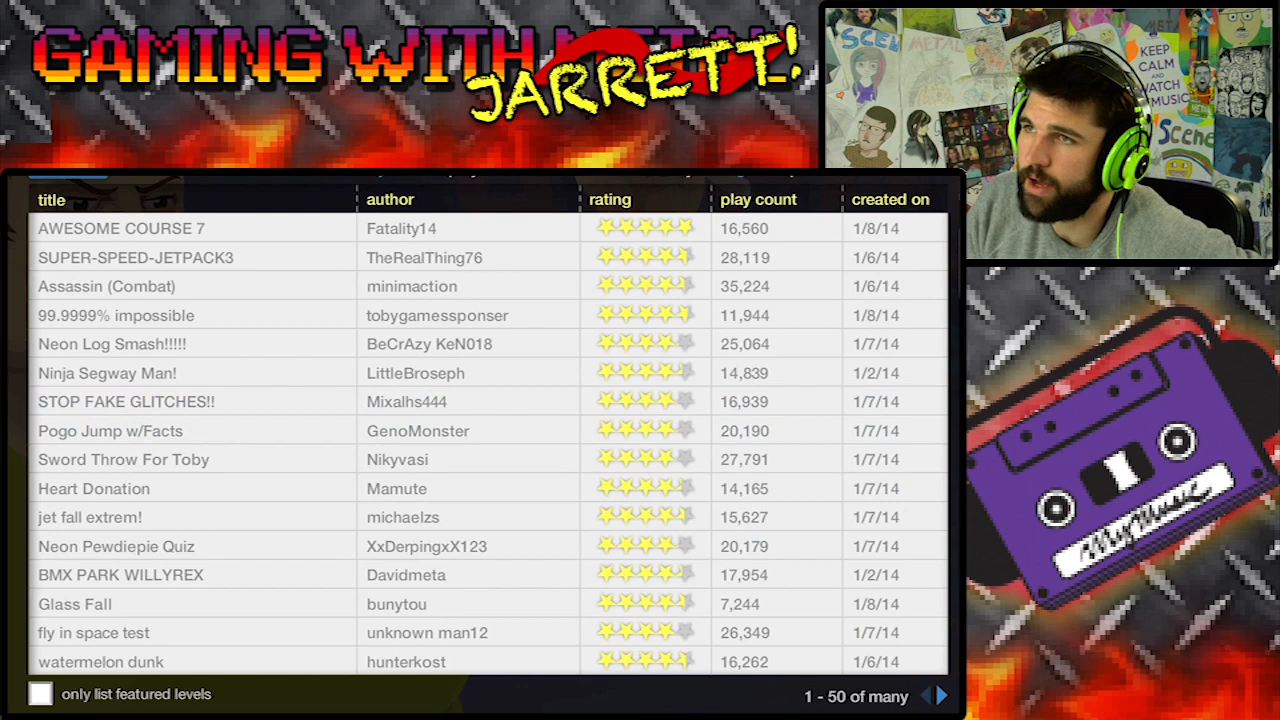 GAMING WITH METAL
JARRETT!
SCENE
METAL
META
KEEP
CALM
AND
WATCH
MUSIC
'S Scene
title author rating play count created on
AWESOME COURSE 7 Fatality14 16,560 1/8/14
SUPER-SPEED-JETPACK3 TheRealThing76 28,119 1/6/14
Assassin (Combat) minimaction 35,224 1/6/14
99.9999% impossible tobygamessponser 11,944 1/8/14
Neon Log Smash!!!!! BeCrAzy KeN018 25,064 1/7/14
Ninja Segway Man! LittleBroseph 14,839 1/2/14
STOP FAKE GLITCHES!! Mixalhs444 16,939 1/7/14
Pogo Jump w/Facts GenoMonster 20,190 1/7/14
Sword Throw For Toby Nikyvasi 27,791 1/7/14
Heart Donation Mamute 14,165 1/7/14
jet fall extrem! michaelzs 15,627 1/7/14
Neon Pewdiepie Quiz XxDerpingxX123 20,179 1/7/14
BMX PARK WILLYREX Davidmeta 17,954 1/2/14
Glass Fall bunytou 7,244 1/8/14
fly in space test unknown man12 26,349 1/7/14
watermelon dunk hunterkost 16,262 1/6/14
only list featured levels 1 - 50 of many
My Music